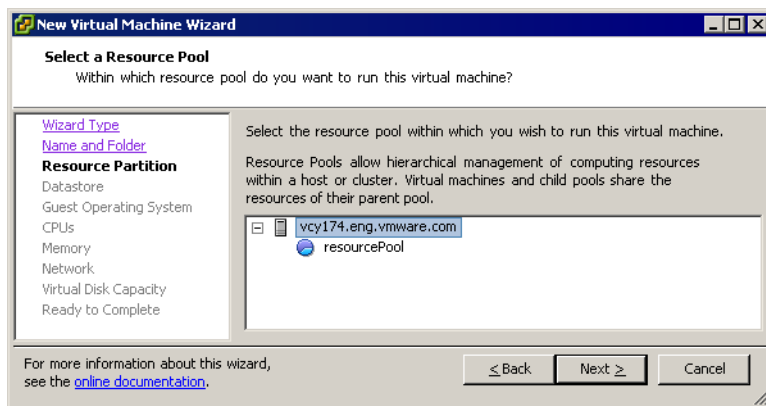 New Virtual Machine Wizard
Select a Resource Pool
Within which resource pool do you want to run this virtual machine?
Wizard Type
Name and Folder
Resource Partition
Datastore
Guest Operating System
CPUs
Memory
Network
Virtual Disk Capacity
Ready to Complete
Select the resource pool within which you wish to run this virtual machine.
Resource Pools allow hierarchical management of computing resources
within a host or cluster. Virtual machines and child pools share the
resources of their parent pool.
vcy174.eng.vmware.com
resourcePool
For more information about this wizard,
see the online documentation.
< Back
Next >
Cancel